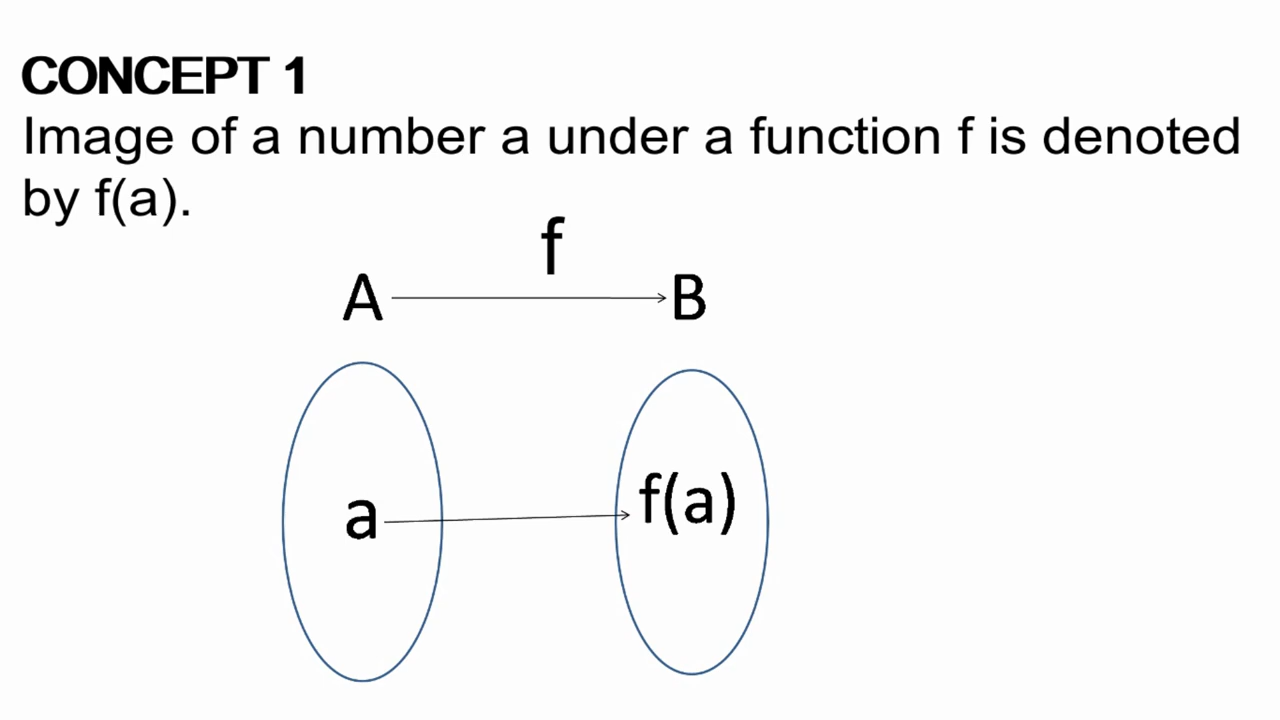 CONCEPT 1
Image of a number a under a function f is denoted
by f(a).
f
A B
a f(a)